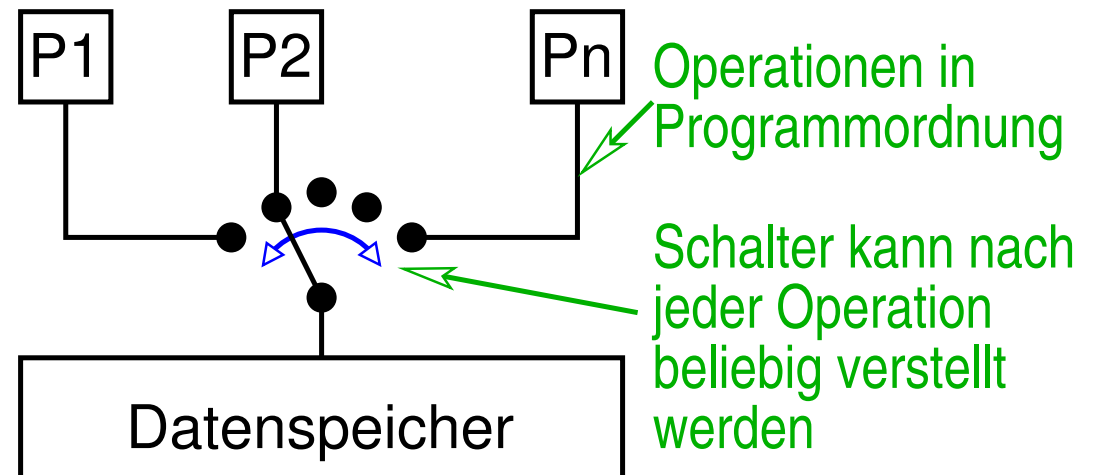 P1
P2
Pn
Operationen in
Programmordnung
Schalter kann nach
jeder Operation
beliebig verstellt
werden
Datenspeicher